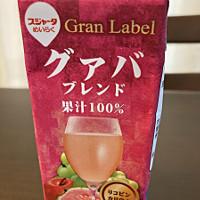 スジャータ
めいらく
Gran Label
グァバ
ブレンド
果汁100%
リコピン